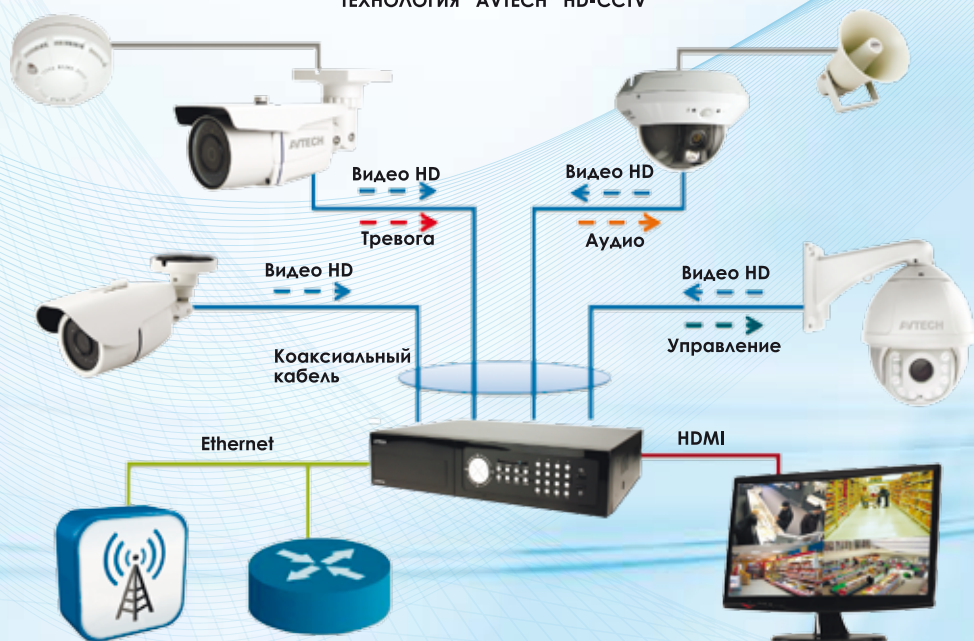 ТЕХНОЛОГИЯ AVTECH HD-CCTV
AVTECH
Видео HD
Тревога
Видео HD
Аудио
Видео HD
Видео HD
Управление
AVTECH
Коаксиальный
кабель
Ethernet
HDMI